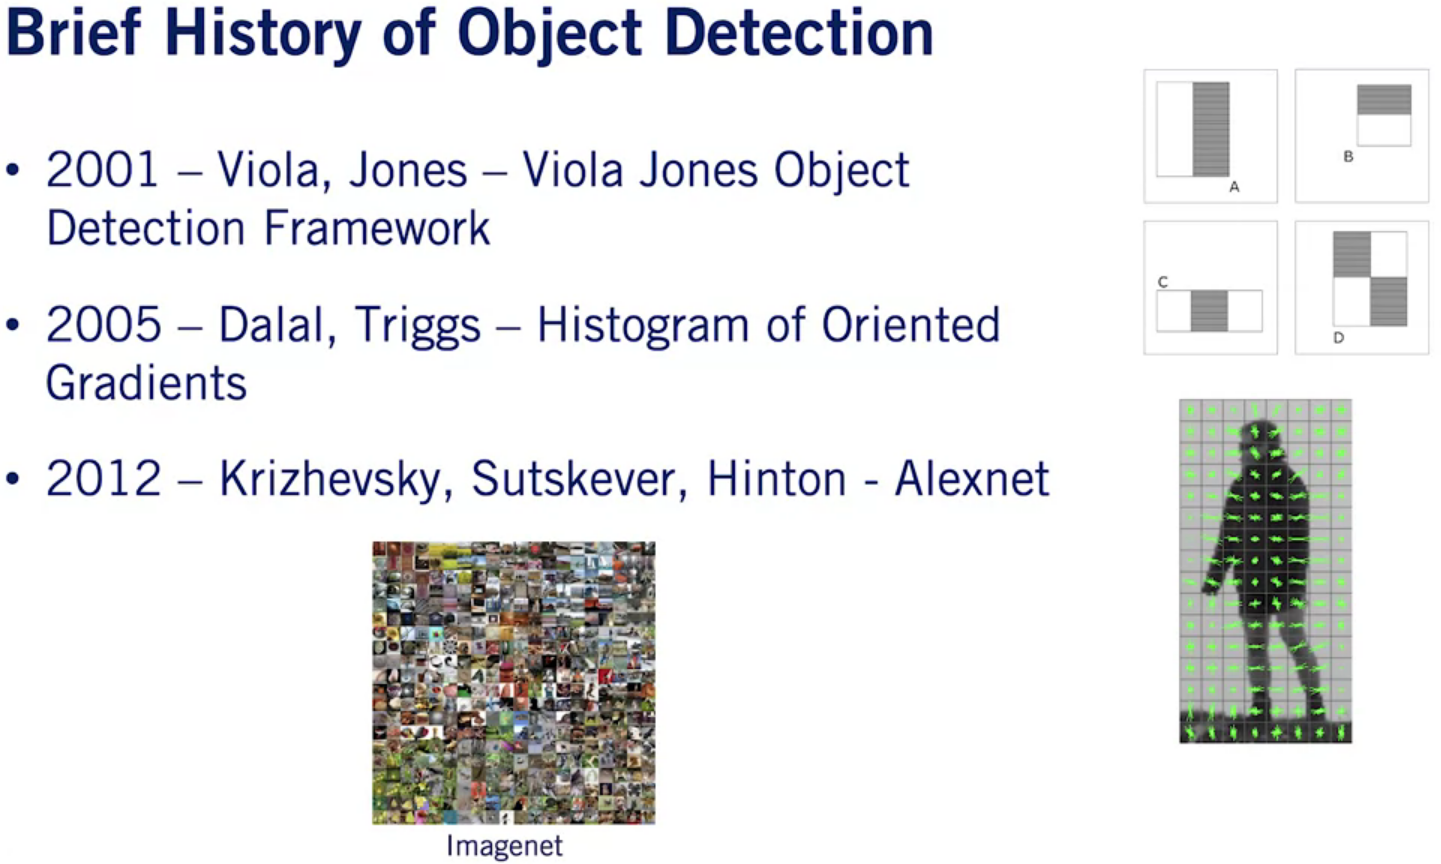 Brief History of Object Detection
• 2001 – Viola, Jones – Viola Jones Object
Detection Framework
• 2005 – Dalal, Triggs – Histogram of Oriented
Gradients
• 2012 – Krizhevsky, Sutskever, Hinton - Alexnet
Imagenet
A
B
C
D